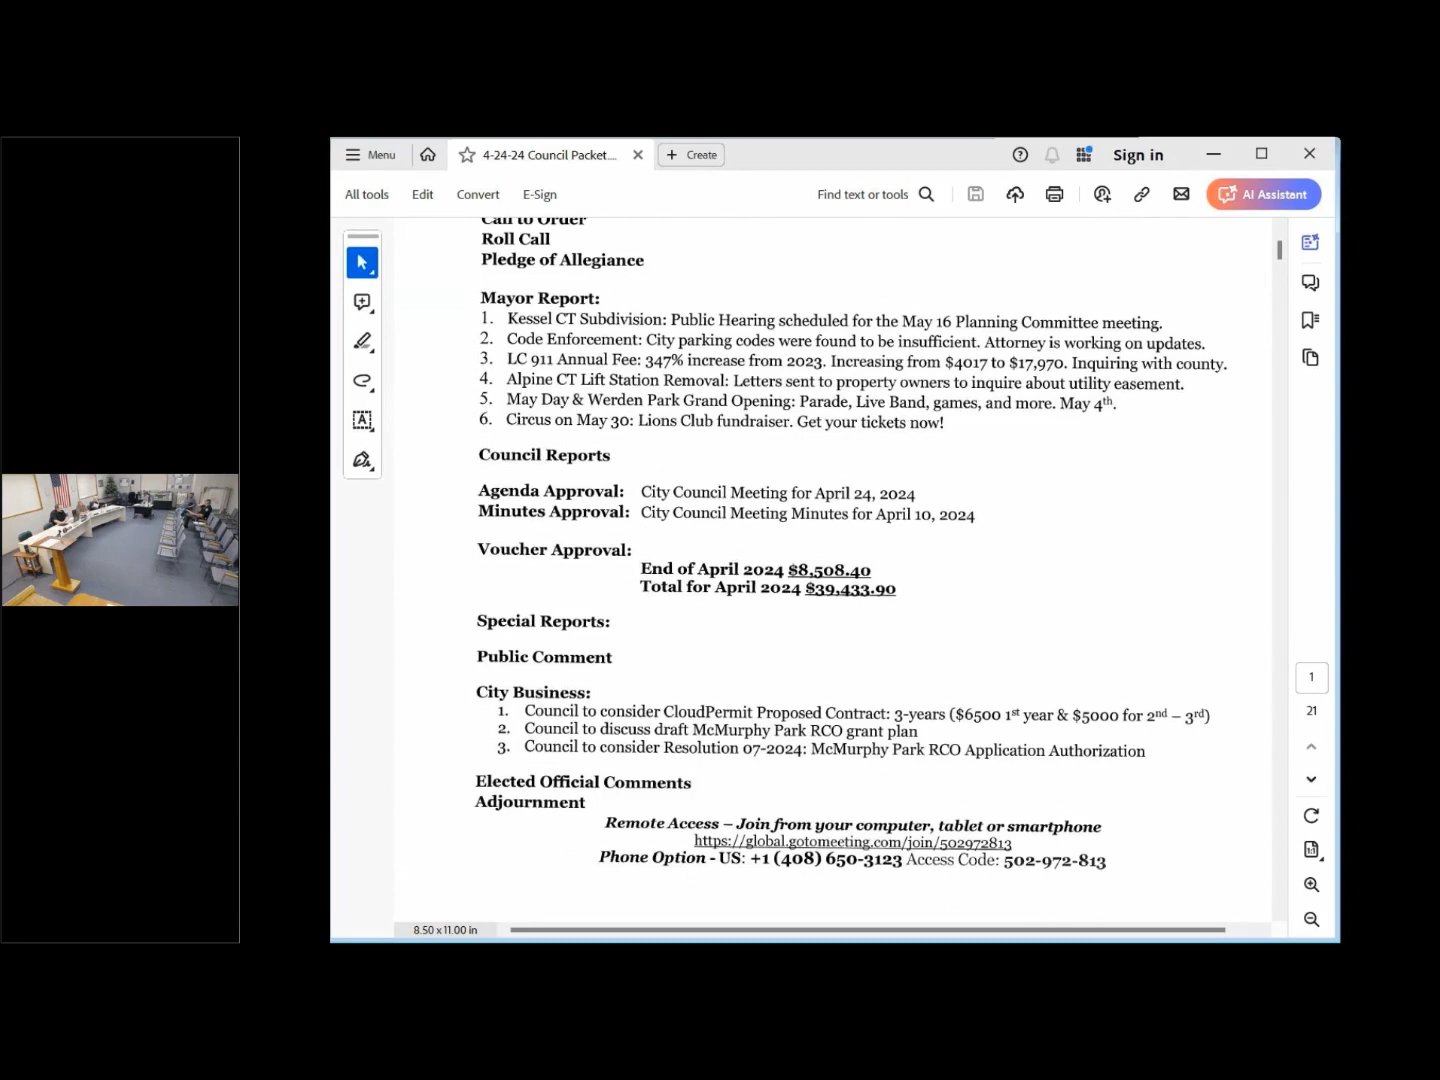 Menu
4-24-24 Council Packet....
Create
Sign in
All tools
Edit
Convert
E-Sign
Find text or tools
AI Assistant
Call to Order
Roll Call
Pledge of Allegiance
Mayor Report:
1. Kessel CT Subdivision: Public Hearing scheduled for the May 16 Planning Committee meeting.
2. Code Enforcement: City parking codes were found to be insufficient. Attorney is working on updates.
3. LC 911 Annual Fee: 347% increase from 2023. Increasing from $4017 to $17,970. Inquiring with county.
4. Alpine CT Lift Station Removal: Letters sent to property owners to inquire about utility easement.
5. May Day & Werden Park Grand Opening: Parade, Live Band, games, and more. May 4th.
6. Circus on May 30: Lions Club fundraiser. Get your tickets now!
Council Reports
Agenda Approval: City Council Meeting for April 24, 2024
Minutes Approval: City Council Meeting Minutes for April 10, 2024
Voucher Approval:
End of April 2024 $8,508.40
Total for April 2024 $39,433.90
Special Reports:
Public Comment
City Business:
1. Council to consider CloudPermit Proposed Contract: 3-years ($6500 1st year & $5000 for 2nd – 3rd)
2. Council to discuss draft McMurphy Park RCO grant plan
3. Council to consider Resolution 07-2024: McMurphy Park RCO Application Authorization
Elected Official Comments
Adjournment
Remote Access – Join from your computer, tablet or smartphone
https://global.gotomeeting.com/join/502972813
Phone Option - US: +1 (408) 650-3123 Access Code: 502-972-813
1
21
8.50 x 11.00 in